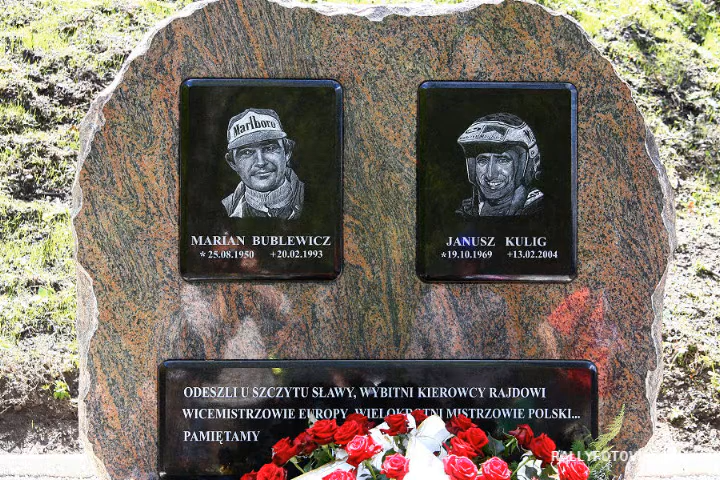 Marlboro
MARIAN BUBLEWICZ
*25.08.1950 +20.02.1993
JANUSZ KULIG
*19.10.1969 +13.02.2004
ODESZLI U SZCZYTU SŁAWY, WYBITNI KIEROWCY RAJDOWI
WICEMISTRZOWIE EUROPY, WIELOKROTNI MISTRZOWIE POLSKI...
PAMIĘTAMY